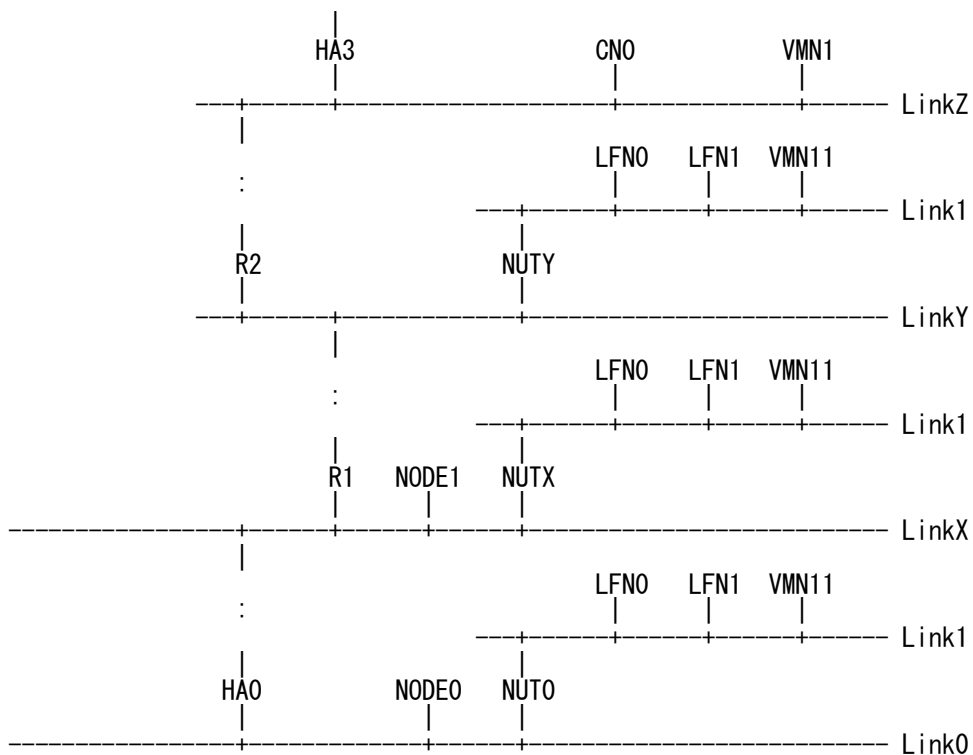 HA3 CN0 VMN1
LinkZ
LFN0 LFN1 VMN11
Link1
R2 NUTY
LinkY
LFN0 LFN1 VMN11
Link1
R1 NODE1 NUTX
LinkX
LFN0 LFN1 VMN11
Link1
HA0 NODE0 NUT0
Link0